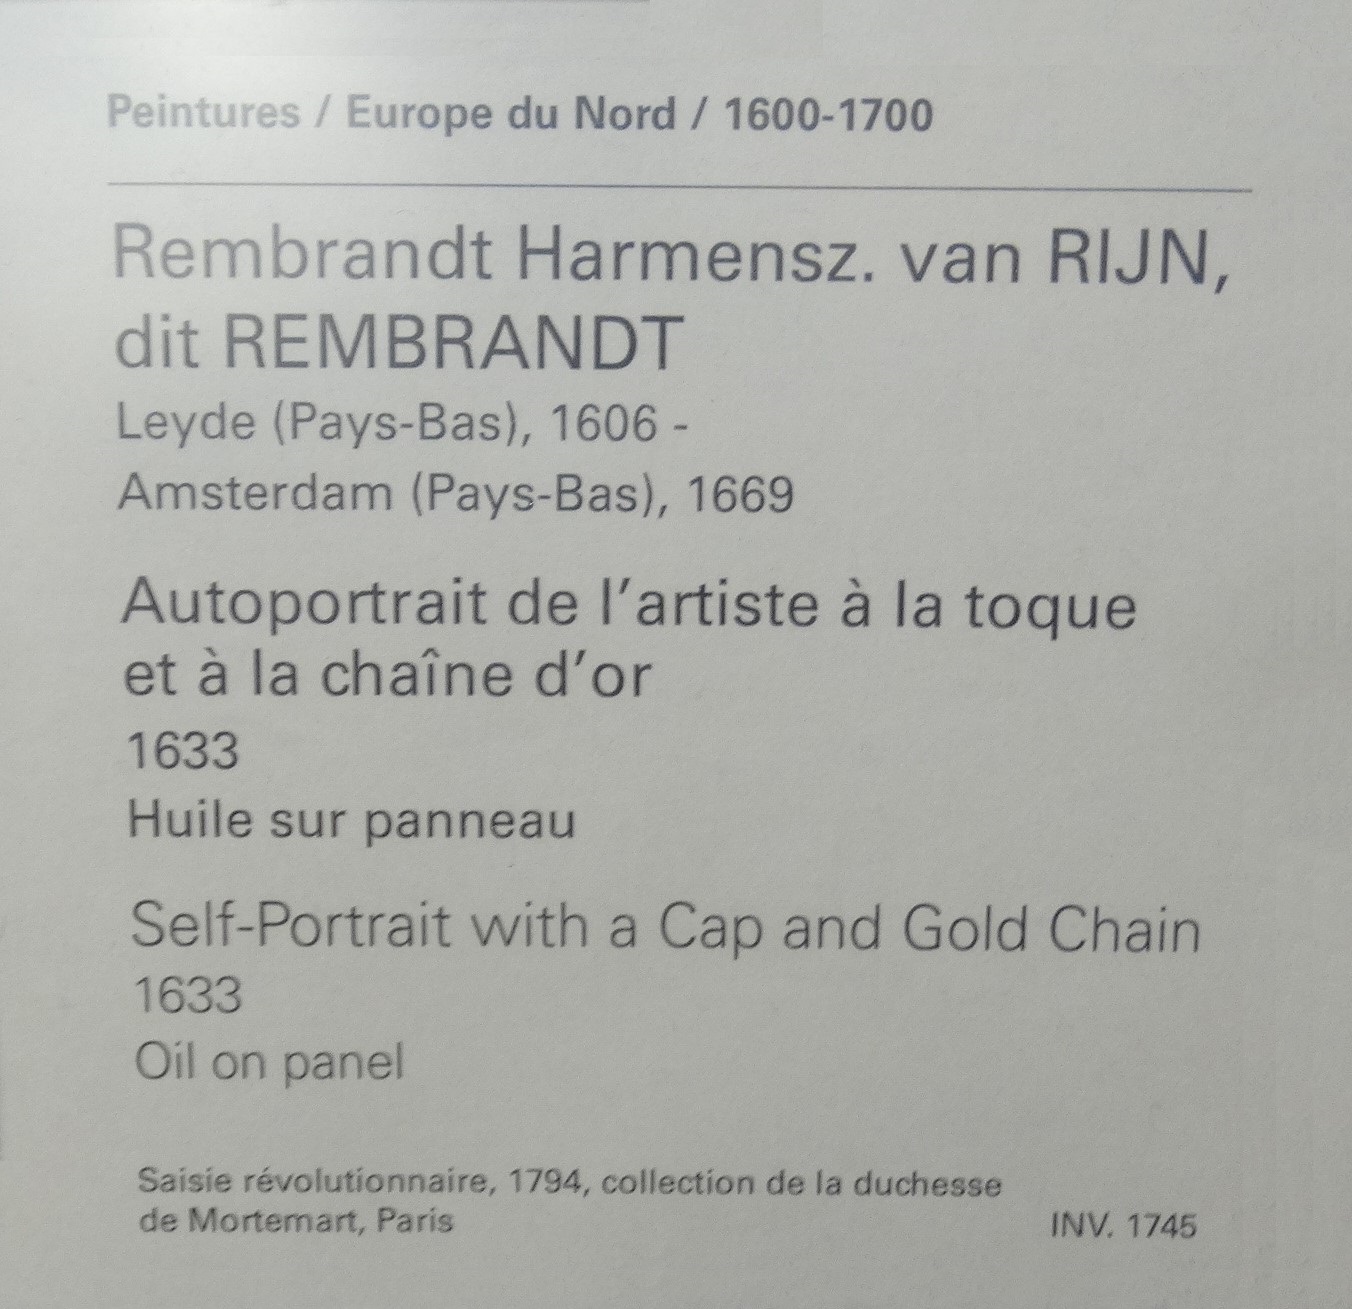 Peintures / Europe du Nord / 1600-1700
Rembrandt Harmensz. van RIJN,
dit REMBRANDT
Leyde (Pays-Bas), 1606 -
Amsterdam (Pays-Bas), 1669
Autoportrait de l’artiste à la toque
et à la chaîne d’or
1633
Huile sur panneau
Self-Portrait with a Cap and Gold Chain
1633
Oil on panel
Saisie révolutionnaire, 1794, collection de la duchesse
de Mortemart, Paris
INV. 1745